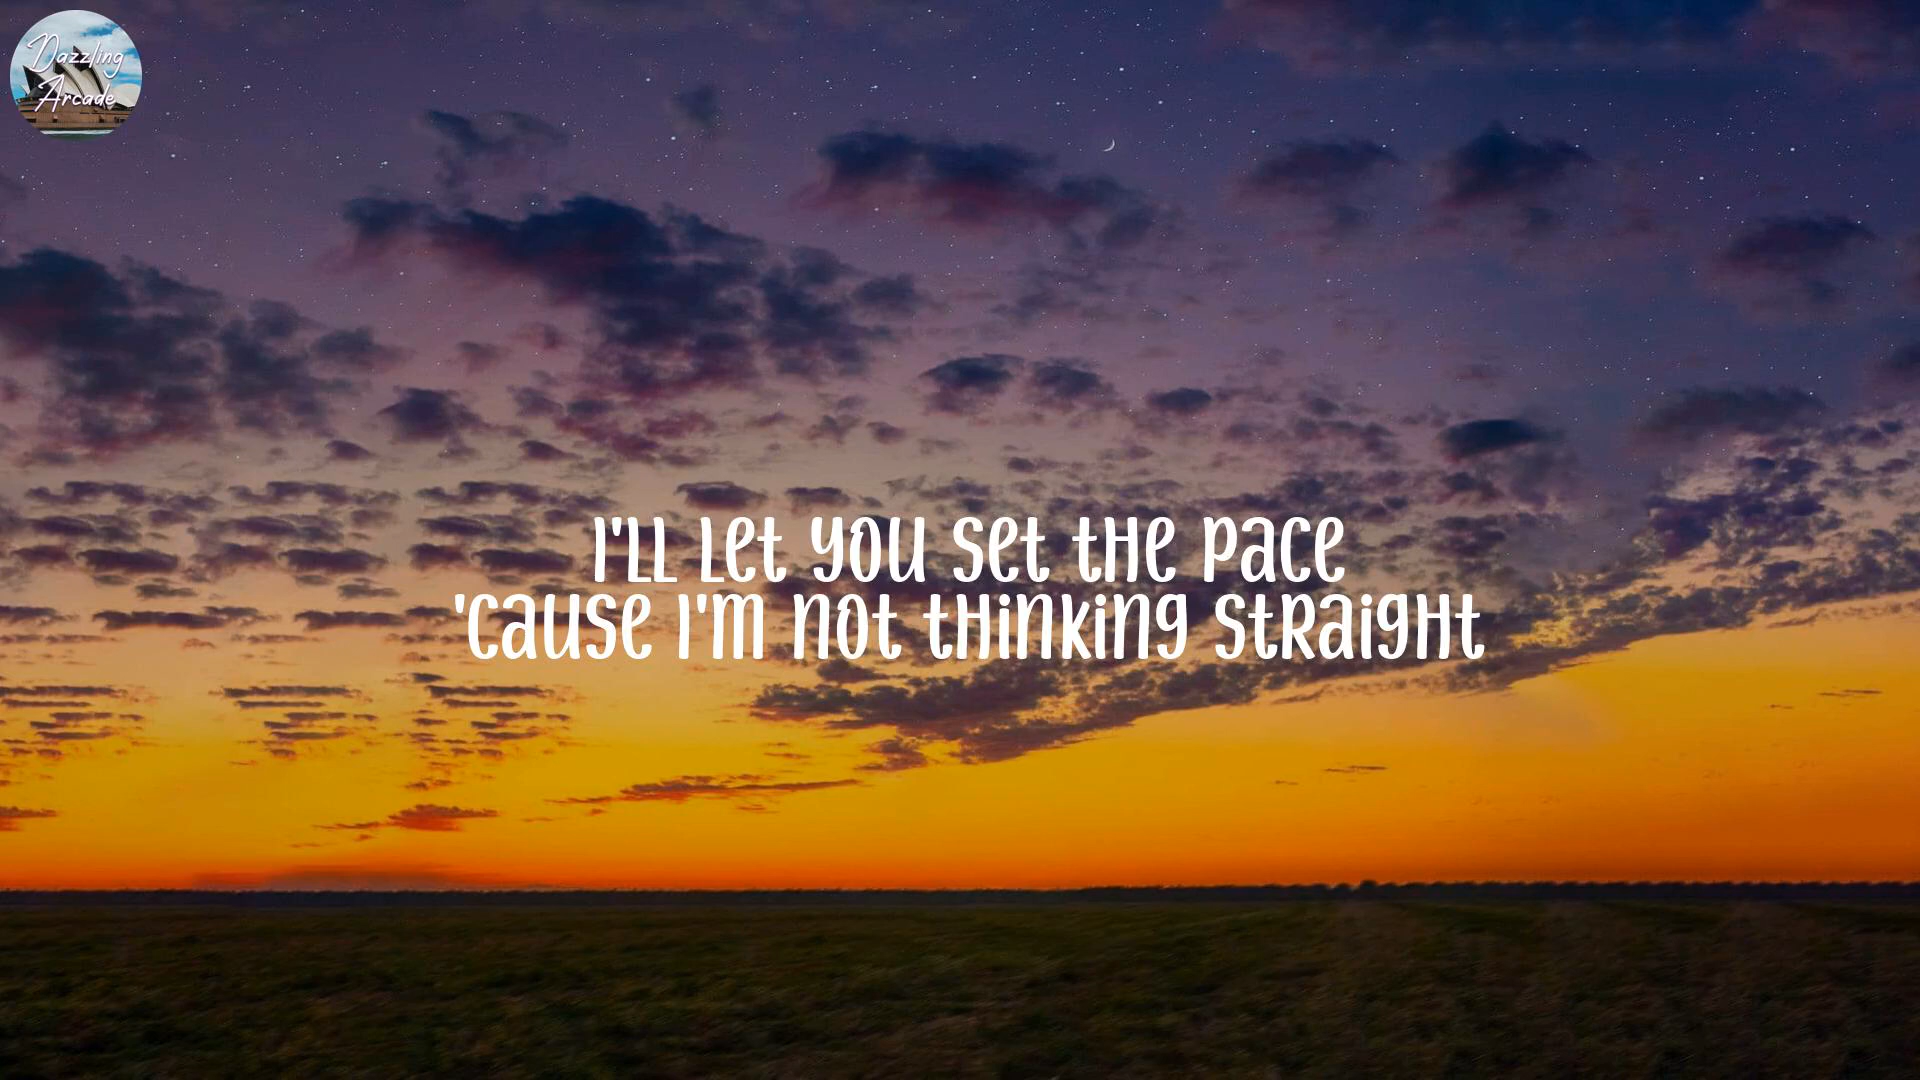 Dazzling
Arcade
I'll let you set the pace
'cause I'm not thinking straight